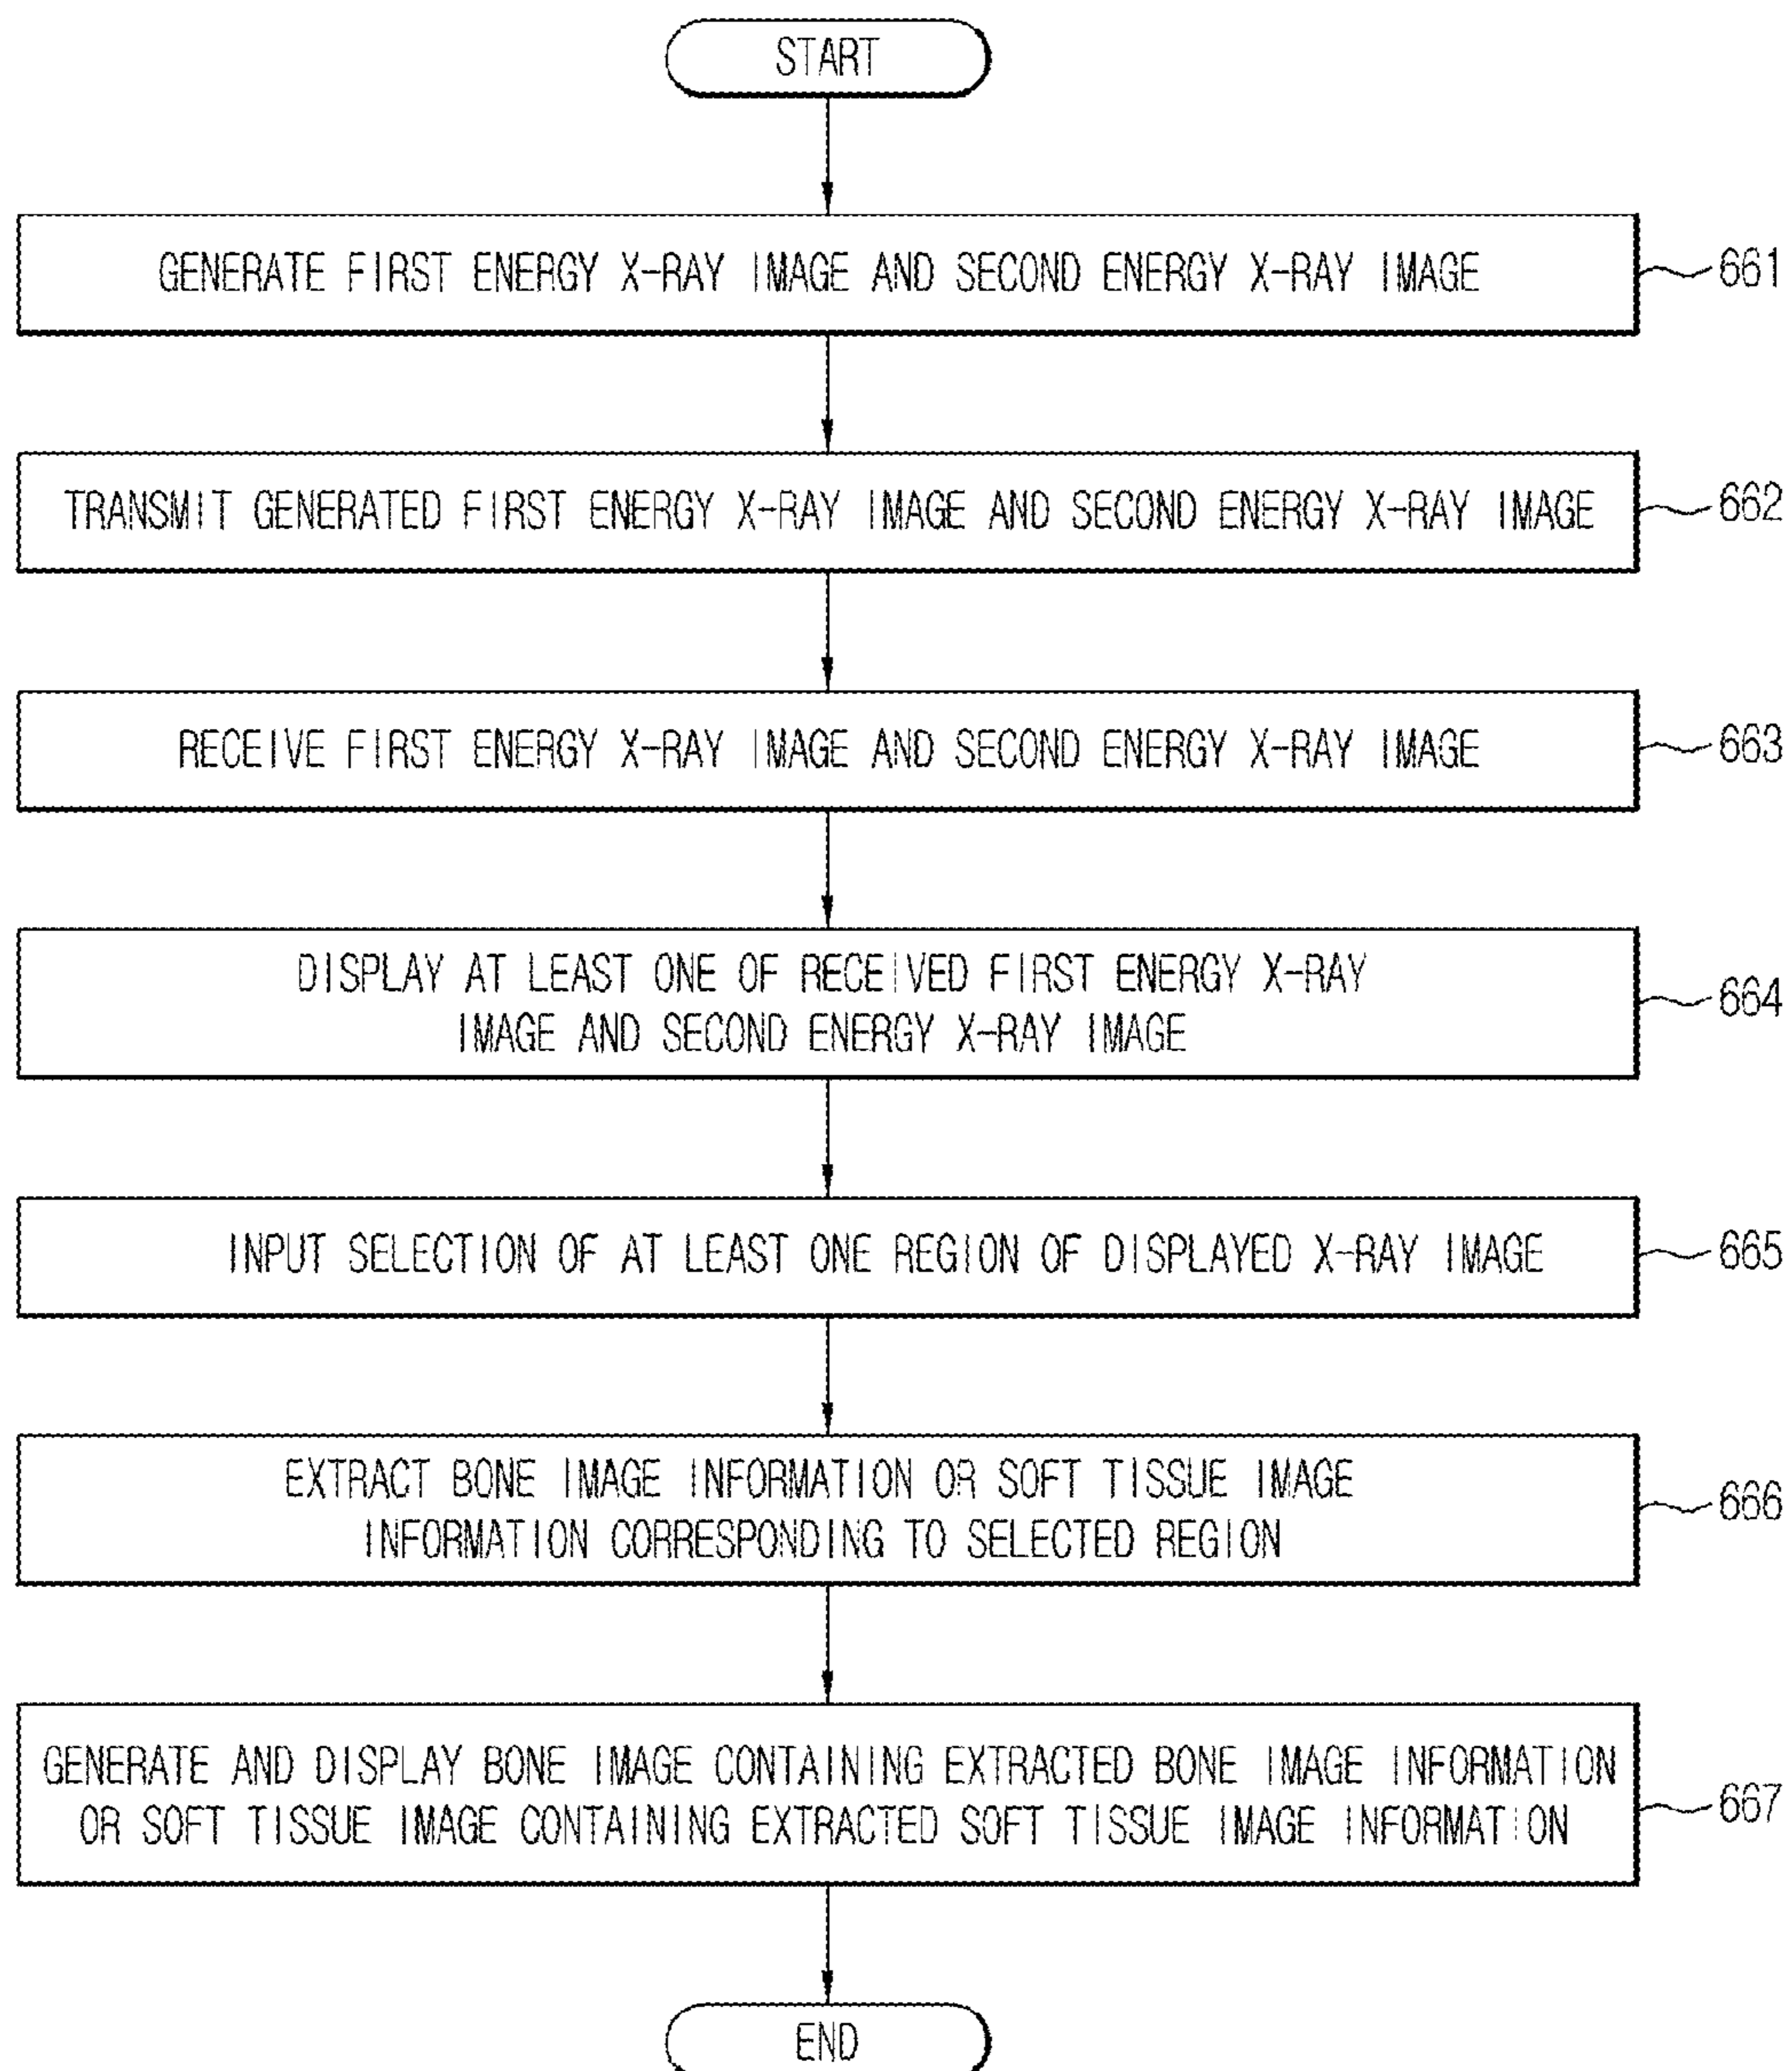 START
GENERATE FIRST ENERGY X-RAY IMAGE AND SECOND ENERGY X-RAY IMAGE
661
TRANSMIT GENERATED FIRST ENERGY X-RAY IMAGE AND SECOND ENERGY X-RAY IMAGE
662
RECEIVE FIRST ENERGY X-RAY IMAGE AND SECOND ENERGY X-RAY IMAGE
663
DISPLAY AT LEAST ONE OF RECEIVED FIRST ENERGY X-RAY
IMAGE AND SECOND ENERGY X-RAY IMAGE
664
INPUT SELECTION OF AT LEAST ONE REGION OF DISPLAYED X-RAY IMAGE
665
EXTRACT BONE IMAGE INFORMATION OR SOFT TISSUE IMAGE
INFORMATION CORRESPONDING TO SELECTED REGION
666
GENERATE AND DISPLAY BONE IMAGE CONTAINING EXTRACTED BONE IMAGE INFORMATION
OR SOFT TISSUE IMAGE CONTAINING EXTRACTED SOFT TISSUE IMAGE INFORMATION
667
END